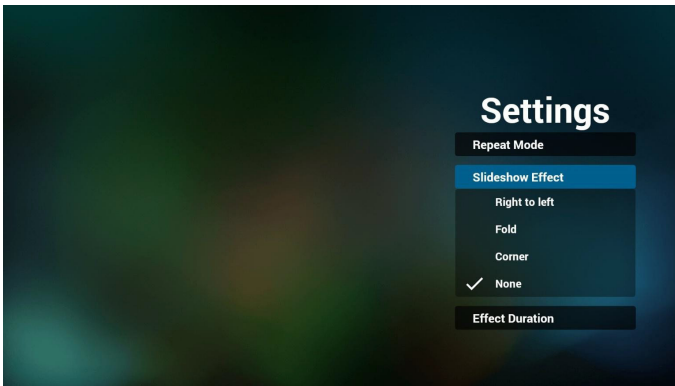 Settings
Repeat Mode
Slideshow Effect
Right to left
Fold
Corner
None
Effect Duration